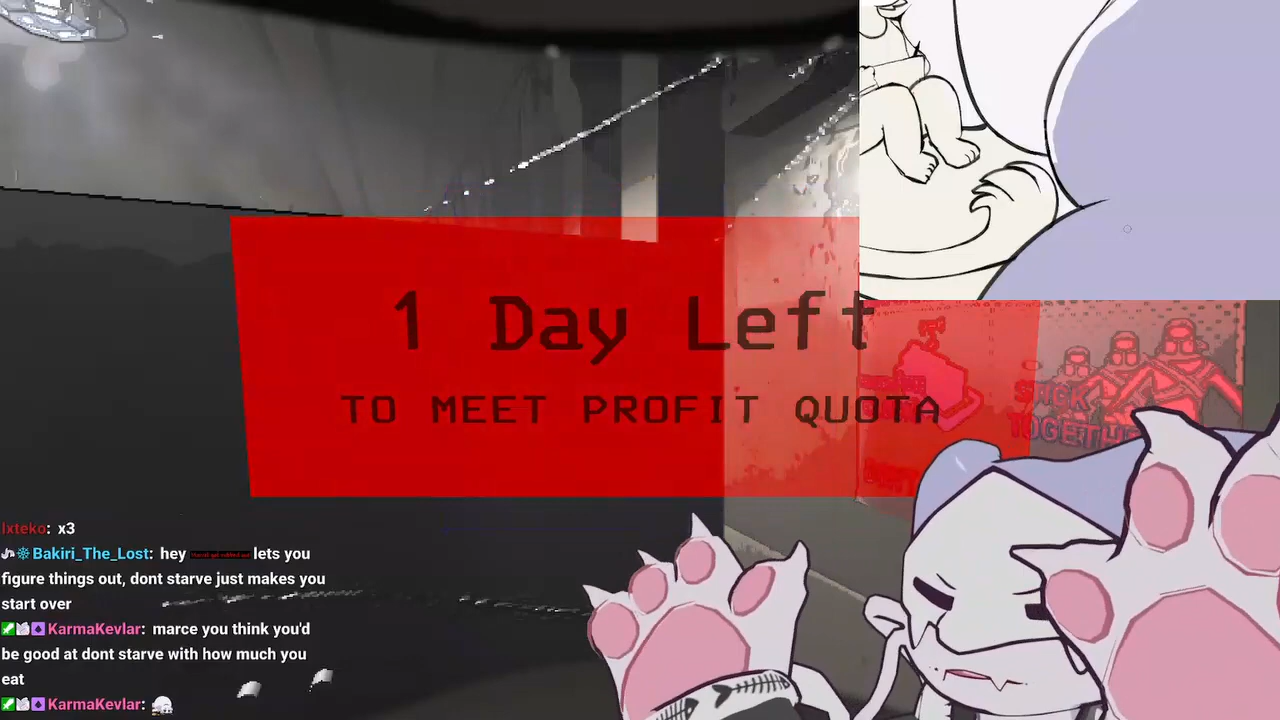 1 Day Left
TO MEET PROFIT QUOTA
STICK
TOGETHE
lxteko: x3
Bakiri_The_Lost: hey lets you
figure things out, dont starve just makes you
start over
KarmaKevlar: marce you think you'd
be good at dont starve with how much you
eat
KarmaKevlar: